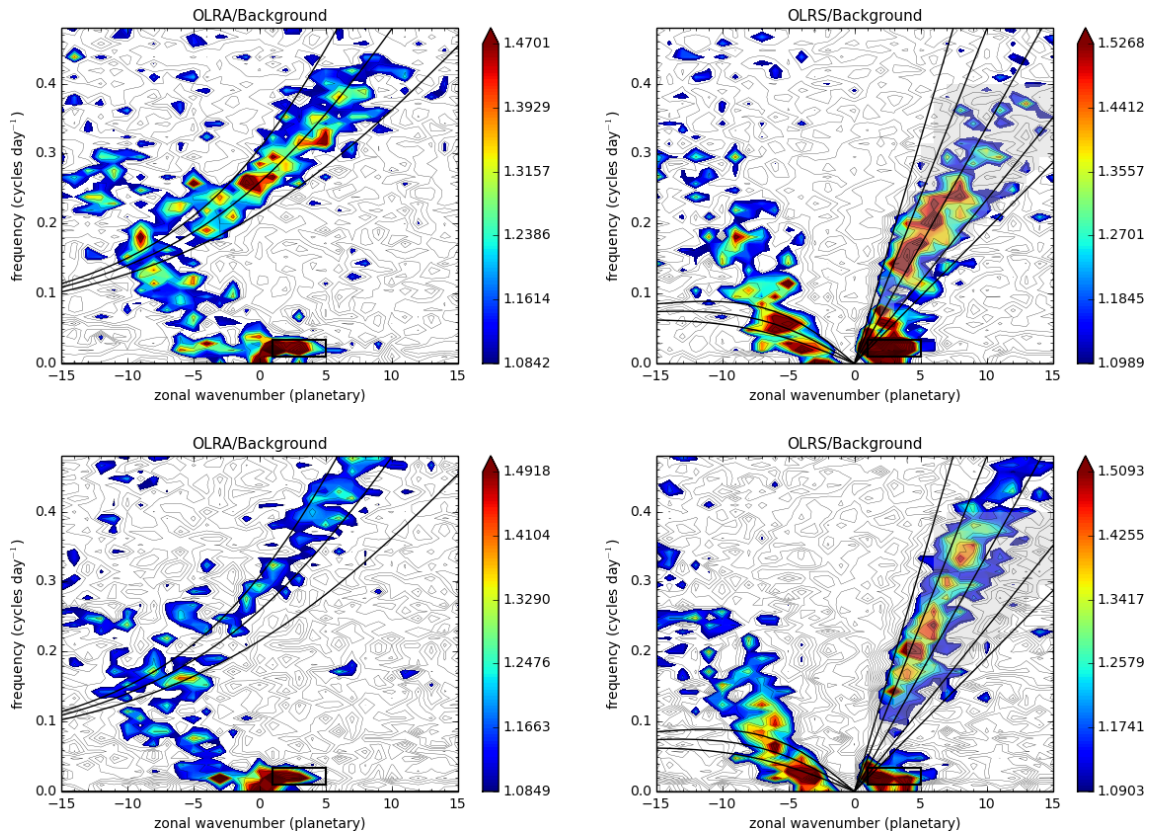 OLRA/Background
0.4
0.3
0.2
0.1
0.0
frequency (cycles day⁻¹)
−15 −10 −5 0 5 10 15
zonal wavenumber (planetary)
1.4701
1.3929
1.3157
1.2386
1.1614
1.0842
OLRS/Background
0.4
0.3
0.2
0.1
0.0
frequency (cycles day⁻¹)
−15 −10 −5 0 5 10 15
zonal wavenumber (planetary)
1.5268
1.4412
1.3557
1.2701
1.1845
1.0989
OLRA/Background
0.4
0.3
0.2
0.1
0.0
frequency (cycles day⁻¹)
−15 −10 −5 0 5 10 15
zonal wavenumber (planetary)
1.4918
1.4104
1.3290
1.2476
1.1663
1.0849
OLRS/Background
0.4
0.3
0.2
0.1
0.0
frequency (cycles day⁻¹)
−15 −10 −5 0 5 10 15
zonal wavenumber (planetary)
1.5093
1.4255
1.3417
1.2579
1.1741
1.0903